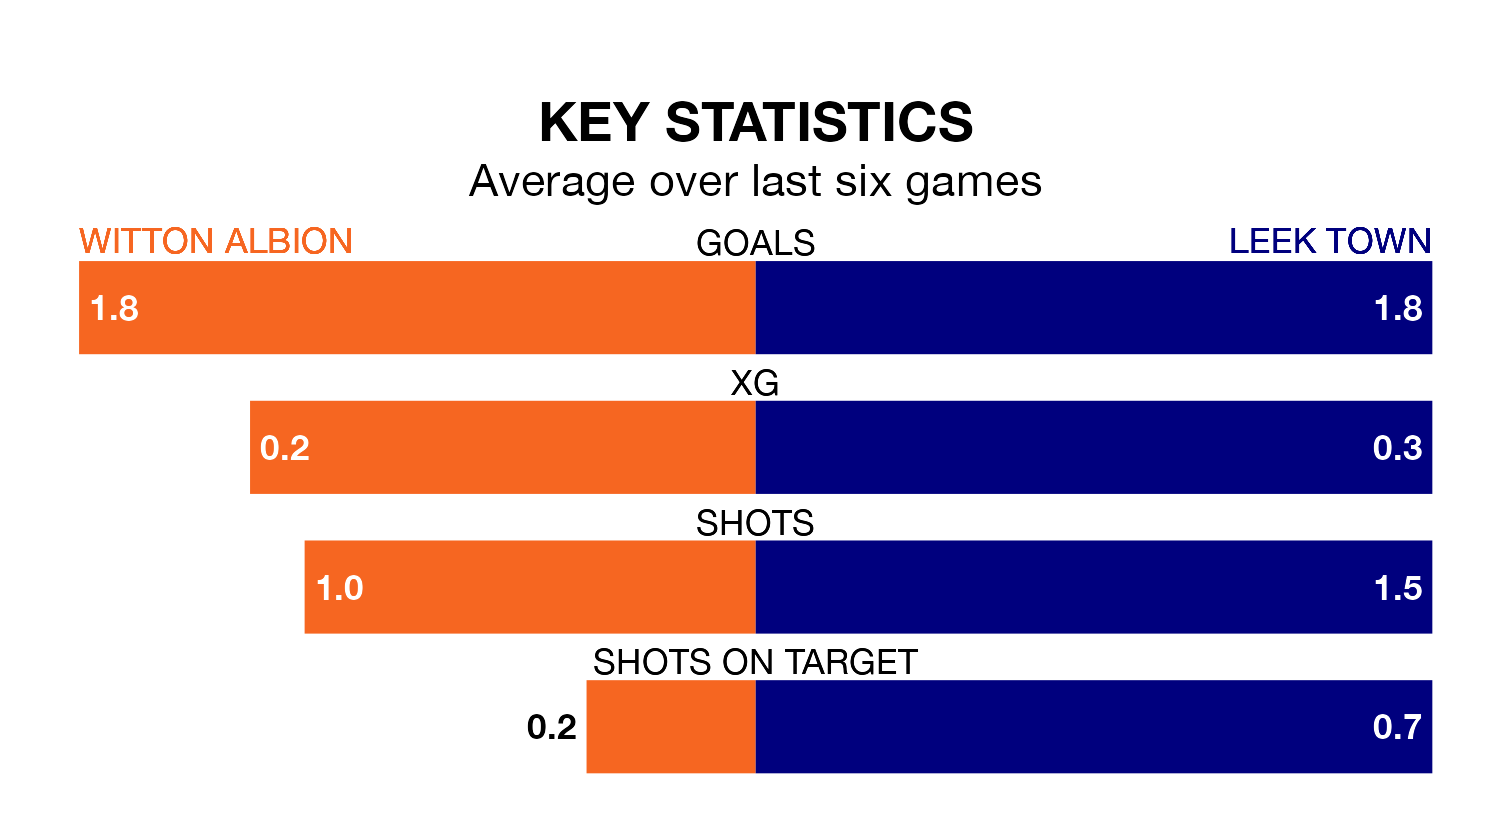 KEY STATISTICS
Average over last six games
WITTON ALBION GOALS LEEK TOWN
1.8 1.8
XG
0.2 0.3
SHOTS
1.0 1.5
SHOTS ON TARGET
0.2 0.7